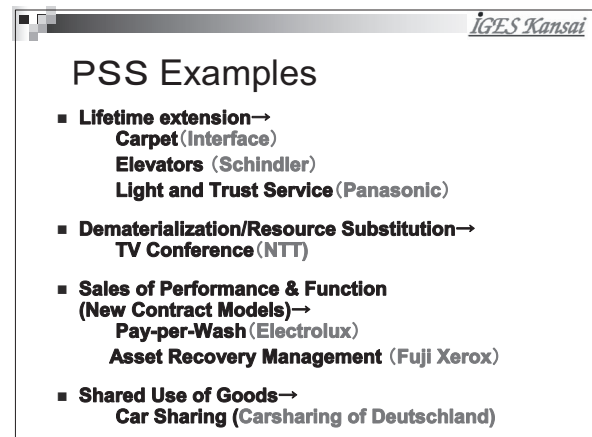 IGES Kansai
PSS Examples
■ Lifetime extension→
Carpet（Interface）
Elevators （Schindler）
Light and Trust Service（Panasonic）
■ Dematerialization/Resource Substitution→
TV Conference（NTT）
■ Sales of Performance & Function
(New Contract Models)→
Pay-per-Wash（Electrolux）
Asset Recovery Management （Fuji Xerox）
■ Shared Use of Goods→
Car Sharing (Carsharing of Deutschland)